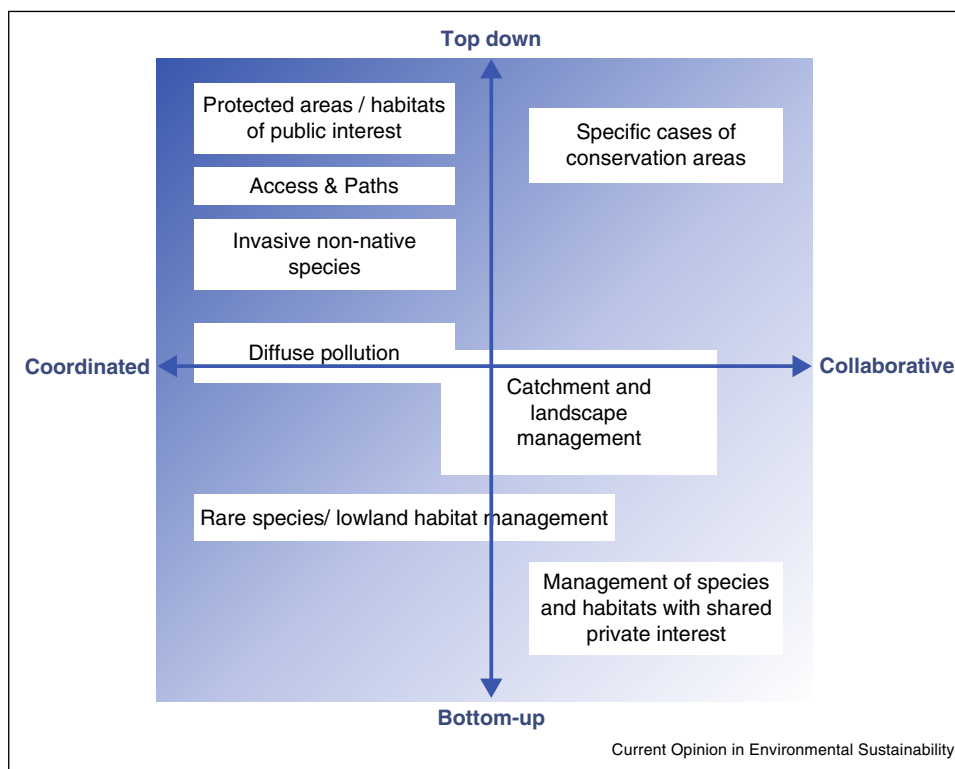 Top down
Protected areas / habitats
of public interest
Specific cases of
conservation areas
Access & Paths
Invasive non-native
species
Diffuse pollution
Coordinated
Collaborative
Catchment and
landscape
management
Rare species/ lowland habitat management
Management of species
and habitats with shared
private interest
Bottom-up
Current Opinion in Environmental Sustainability